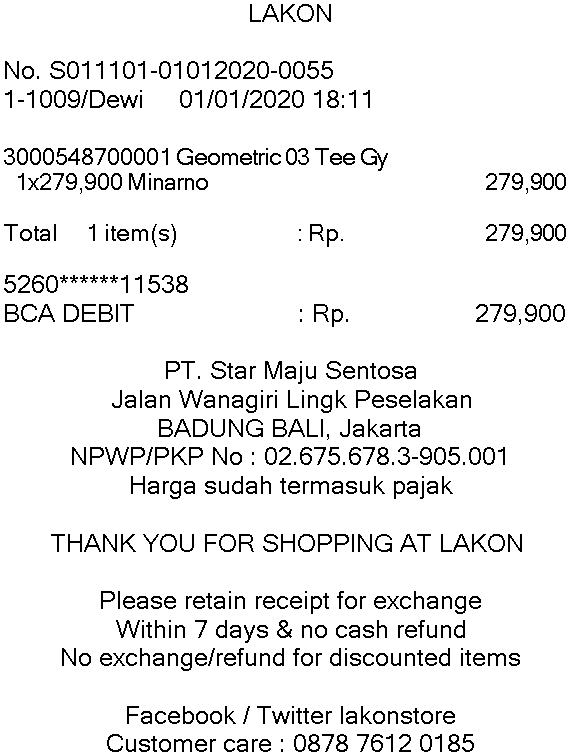 LAKON
No. S011101-01012020-0055
1-1009/Dewi 01/01/2020 18:11
3000548700001 Geometric 03 Tee Gy
1x279,900 Minarno 279,900
Total 1 item(s) : Rp. 279,900
5260******11538
BCA DEBIT : Rp. 279,900
PT. Star Maju Sentosa
Jalan Wanagiri Lingk Peselakan
BADUNG BALI, Jakarta
NPWP/PKP No : 02.675.678.3-905.001
Harga sudah termasuk pajak
THANK YOU FOR SHOPPING AT LAKON
Please retain receipt for exchange
Within 7 days & no cash refund
No exchange/refund for discounted items
Facebook / Twitter lakonstore
Customer care : 0878 7612 0185